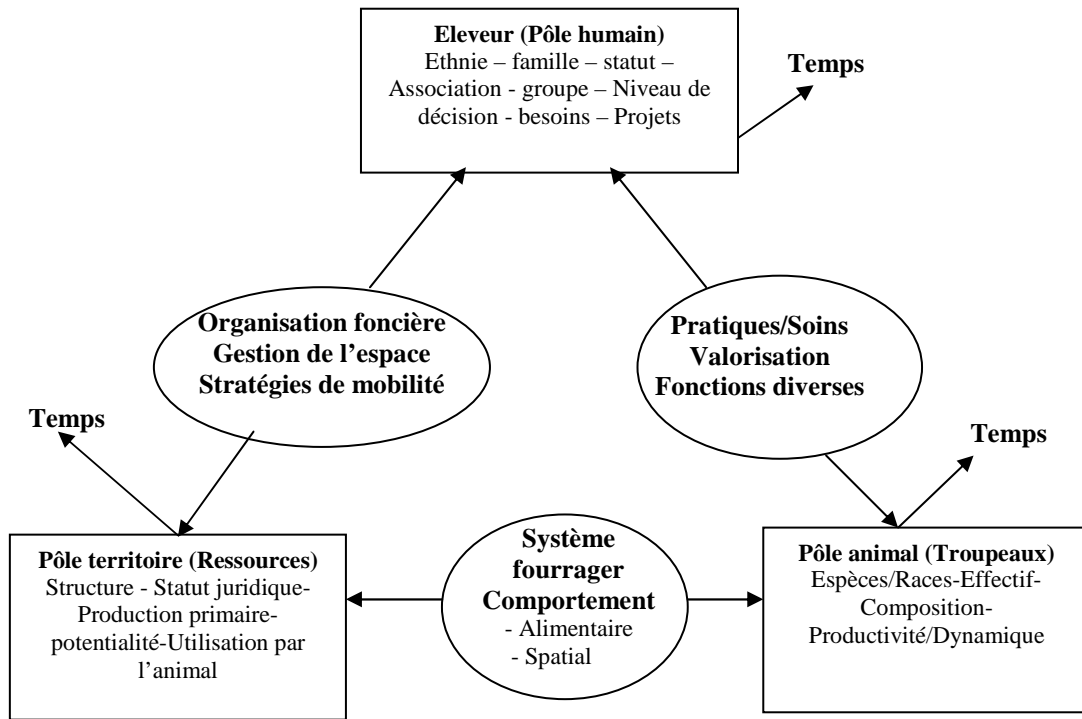 Eleveur (Pôle humain)
Ethnie – famille – statut –
Association - groupe – Niveau de
décision - besoins – Projets
Temps
Organisation foncière
Gestion de l'espace
Stratégies de mobilité
Pratiques/Soins
Valorisation
Fonctions diverses
Temps
Temps
Pôle territoire (Ressources)
Structure - Statut juridique-
Production primaire-
potentialité-Utilisation par
l'animal
Système
fourrager
Comportement
- Alimentaire
- Spatial
Pôle animal (Troupeaux)
Espèces/Races-Effectif-
Composition-
Productivité/Dynamique